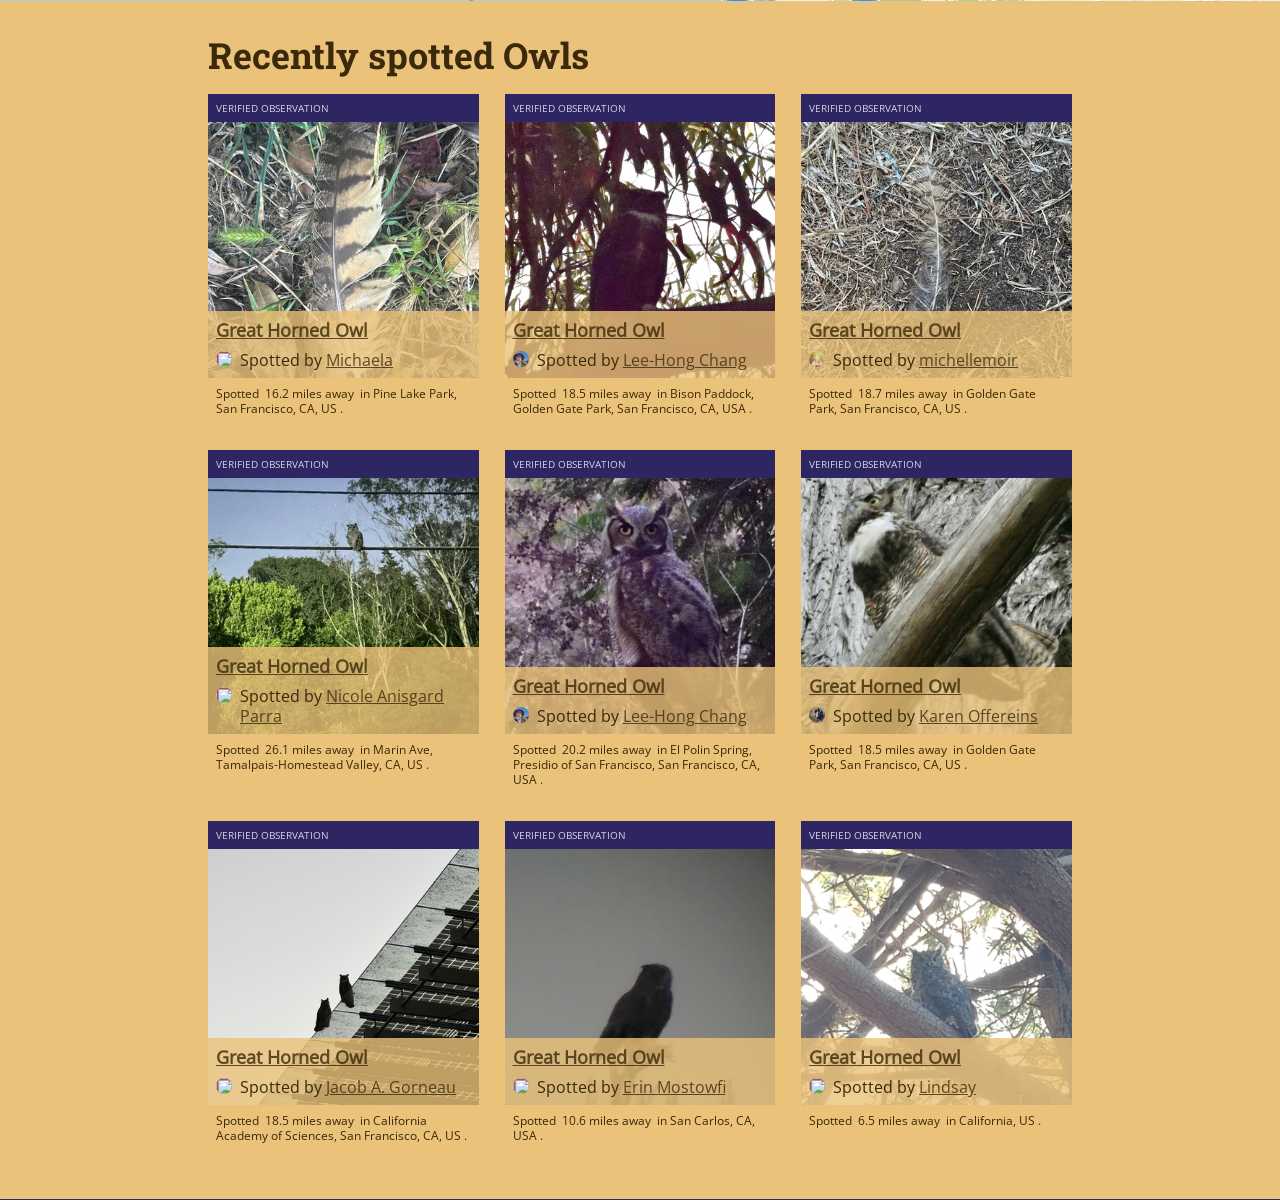 Recently spotted Owls
VERIFIED OBSERVATION
Great Horned Owl
Spotted by Michaela
Spotted 16.2 miles away in Pine Lake Park,
San Francisco, CA, US .
VERIFIED OBSERVATION
Great Horned Owl
Spotted by Lee-Hong Chang
Spotted 18.5 miles away in Bison Paddock,
Golden Gate Park, San Francisco, CA, USA .
VERIFIED OBSERVATION
Great Horned Owl
Spotted by michellemoir
Spotted 18.7 miles away in Golden Gate
Park, San Francisco, CA, US .
VERIFIED OBSERVATION
Great Horned Owl
Spotted by Nicole Anisgard
Parra
Spotted 26.1 miles away in Marin Ave,
Tamalpais-Homestead Valley, CA, US .
VERIFIED OBSERVATION
Great Horned Owl
Spotted by Lee-Hong Chang
Spotted 20.2 miles away in El Polin Spring,
Presidio of San Francisco, San Francisco, CA,
USA .
VERIFIED OBSERVATION
Great Horned Owl
Spotted by Karen Offereins
Spotted 18.5 miles away in Golden Gate
Park, San Francisco, CA, US .
VERIFIED OBSERVATION
Great Horned Owl
Spotted by Jacob A. Gorneau
Spotted 18.5 miles away in California
Academy of Sciences, San Francisco, CA, US .
VERIFIED OBSERVATION
Great Horned Owl
Spotted by Erin Mostowfi
Spotted 10.6 miles away in San Carlos, CA,
USA .
VERIFIED OBSERVATION
Great Horned Owl
Spotted by Lindsay
Spotted 6.5 miles away in California, US .